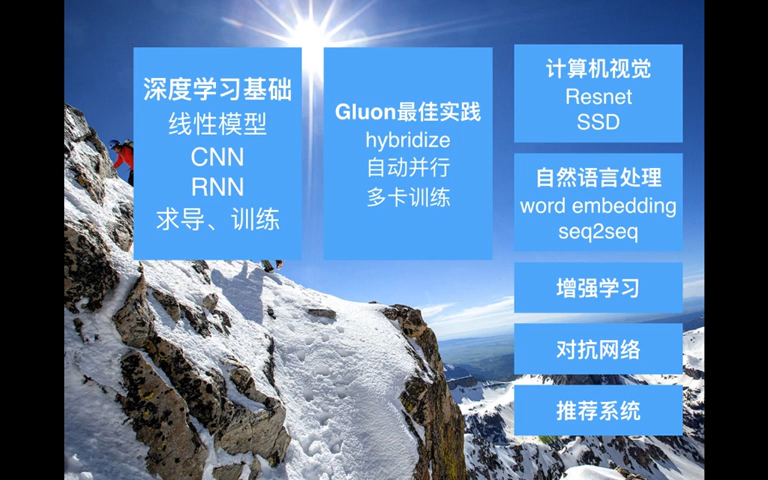 深度学习基础
线性模型
CNN
RNN
求导、训练
Gluon最佳实践
hybridize
自动并行
多卡训练
计算机视觉
Resnet
SSD
自然语言处理
word embedding
seq2seq
增强学习
对抗网络
推荐系统